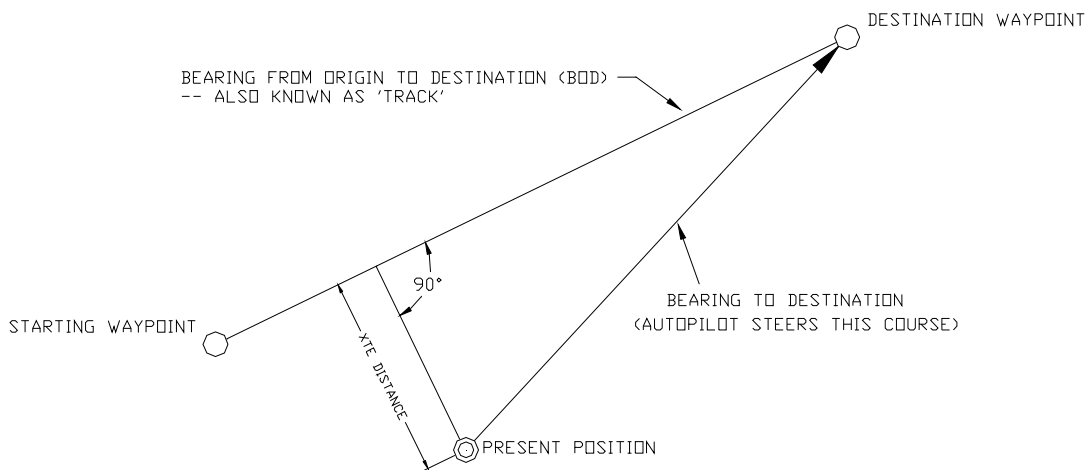 DESTINATION WAYPOINT
BEARING FROM ORIGIN TO DESTINATION (BOD)
-- ALSO KNOWN AS 'TRACK'
90°
BEARING TO DESTINATION
(AUTOPILOT STEERS THIS COURSE)
STARTING WAYPOINT
XTE DISTANCE
PRESENT POSITION